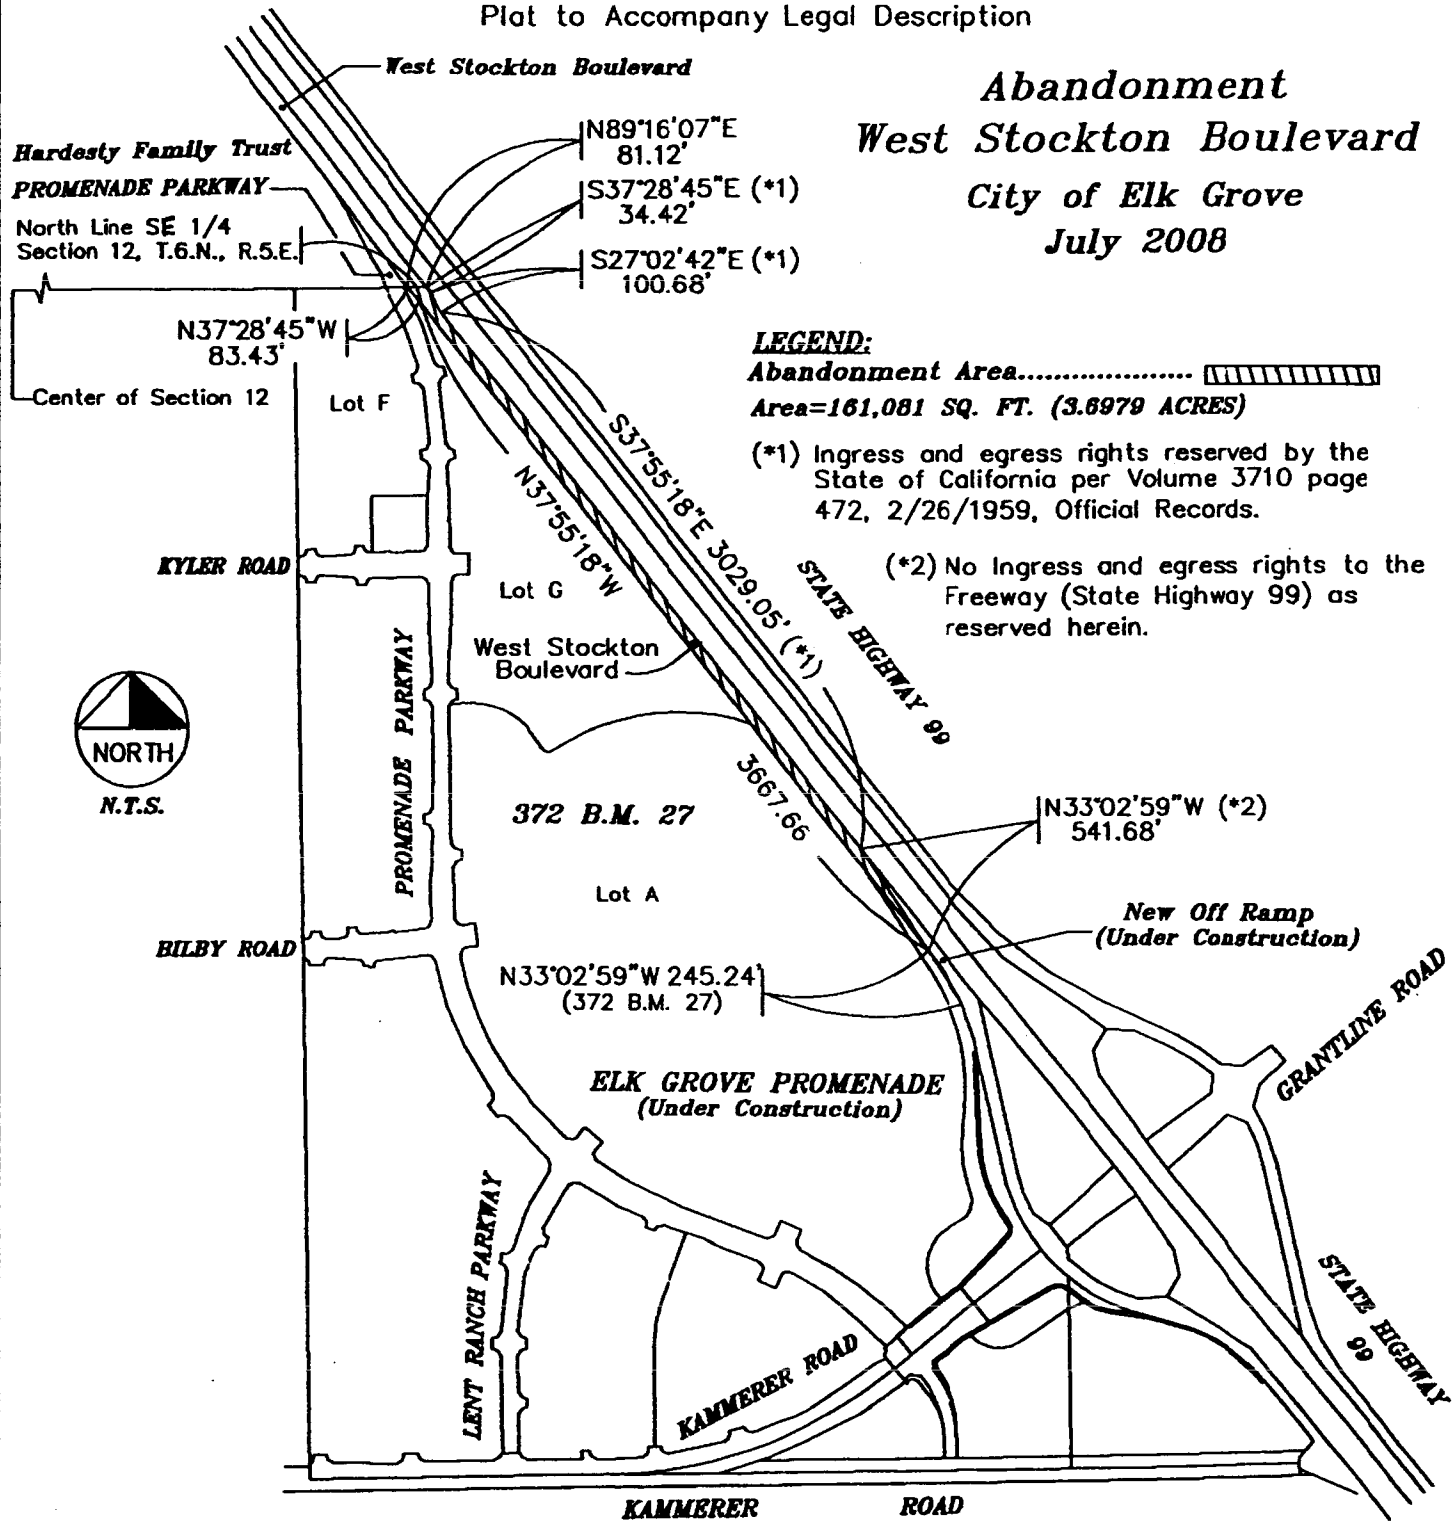 Plat to Accompany Legal Description
West Stockton Boulevard
Abandonment
West Stockton Boulevard
City of Elk Grove
July 2008
Hardesty Family Trust
PROMENADE PARKWAY
North Line SE 1/4
Section 12, T.6.N., R.5.E.
N89°16'07"E
81.12'
S37°28'45"E (*1)
34.42'
S27°02'42"E (*1)
100.68'
N37°28'45"W
83.43'
Center of Section 12
Lot F
LEGEND:
Abandonment Area....................
Area=161,081 SQ. FT. (3.6979 ACRES)
(*1) Ingress and egress rights reserved by the
State of California per Volume 3710 page
472, 2/26/1959, Official Records.
(*2) No Ingress and egress rights to the
Freeway (State Highway 99) as
reserved herein.
S37°55'18"E 3029.05' (*1)
N37°55'18"W
3667.66
STATE HIGHWAY 99
KYLER ROAD
Lot G
West Stockton
Boulevard
PROMENADE PARKWAY
NORTH
N.T.S.
372 B.M. 27
N33°02'59"W (*2)
541.68'
Lot A
New Off Ramp
(Under Construction)
BILBY ROAD
N33°02'59"W 245.24'
(372 B.M. 27)
GRANTLINE ROAD
ELK GROVE PROMENADE
(Under Construction)
LENT RANCH PARKWAY
KAMMERER ROAD
STATE HIGHWAY
99
KAMMERER ROAD